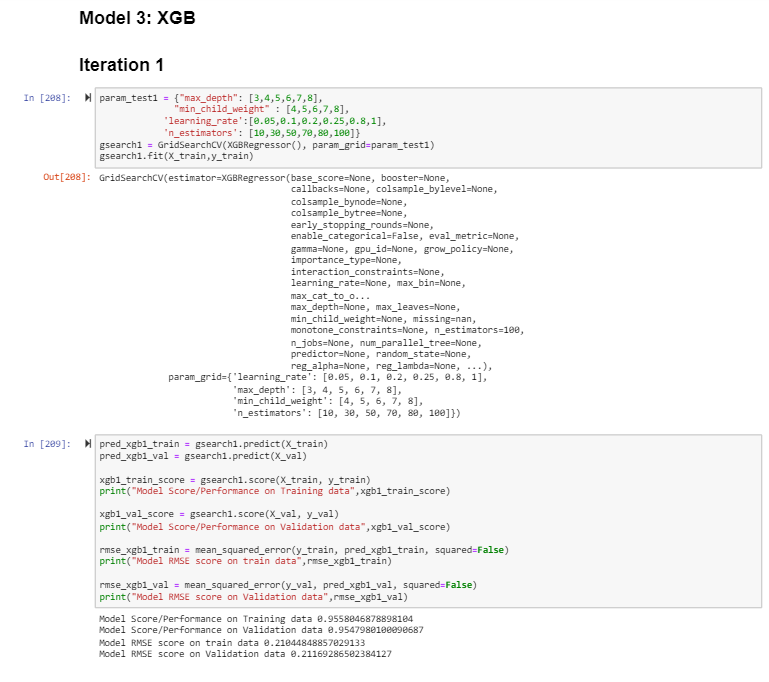 Model 3: XGB
Iteration 1
In [208]:
param_test1 = {"max_depth": [3,4,5,6,7,8],
"min_child_weight" : [4,5,6,7,8],
'learning_rate':[0.05,0.1,0.2,0.25,0.8,1],
'n_estimators': [10,30,50,70,80,100]}
gsearch1 = GridSearchCV(XGBRegressor(), param_grid=param_test1)
gsearch1.fit(X_train,y_train)
Out[208]: GridSearchCV(estimator=XGBRegressor(base_score=None, booster=None,
callbacks=None, colsample_bylevel=None,
colsample_bynode=None,
colsample_bytree=None,
early_stopping_rounds=None,
enable_categorical=False, eval_metric=None,
gamma=None, gpu_id=None, grow_policy=None,
importance_type=None,
interaction_constraints=None,
learning_rate=None, max_bin=None,
max_cat_to_o...
max_depth=None, max_leaves=None,
min_child_weight=None, missing=nan,
monotone_constraints=None, n_estimators=100,
n_jobs=None, num_parallel_tree=None,
predictor=None, random_state=None,
reg_alpha=None, reg_lambda=None, ...),
param_grid={'learning_rate': [0.05, 0.1, 0.2, 0.25, 0.8, 1],
'max_depth': [3, 4, 5, 6, 7, 8],
'min_child_weight': [4, 5, 6, 7, 8],
'n_estimators': [10, 30, 50, 70, 80, 100]})
In [209]:
pred_xgb1_train = gsearch1.predict(X_train)
pred_xgb1_val = gsearch1.predict(X_val)
xgb1_train_score = gsearch1.score(X_train, y_train)
print("Model Score/Performance on Training data",xgb1_train_score)
xgb1_val_score = gsearch1.score(X_val, y_val)
print("Model Score/Performance on Validation data",xgb1_val_score)
rmse_xgb1_train = mean_squared_error(y_train, pred_xgb1_train, squared=False)
print("Model RMSE score on train data",rmse_xgb1_train)
rmse_xgb1_val = mean_squared_error(y_val, pred_xgb1_val, squared=False)
print("Model RMSE score on Validation data",rmse_xgb1_val)
Model Score/Performance on Training data 0.9558046878898104
Model Score/Performance on Validation data 0.9547980100090687
Model RMSE score on train data 0.21044848857029133
Model RMSE score on Validation data 0.21169286502384127